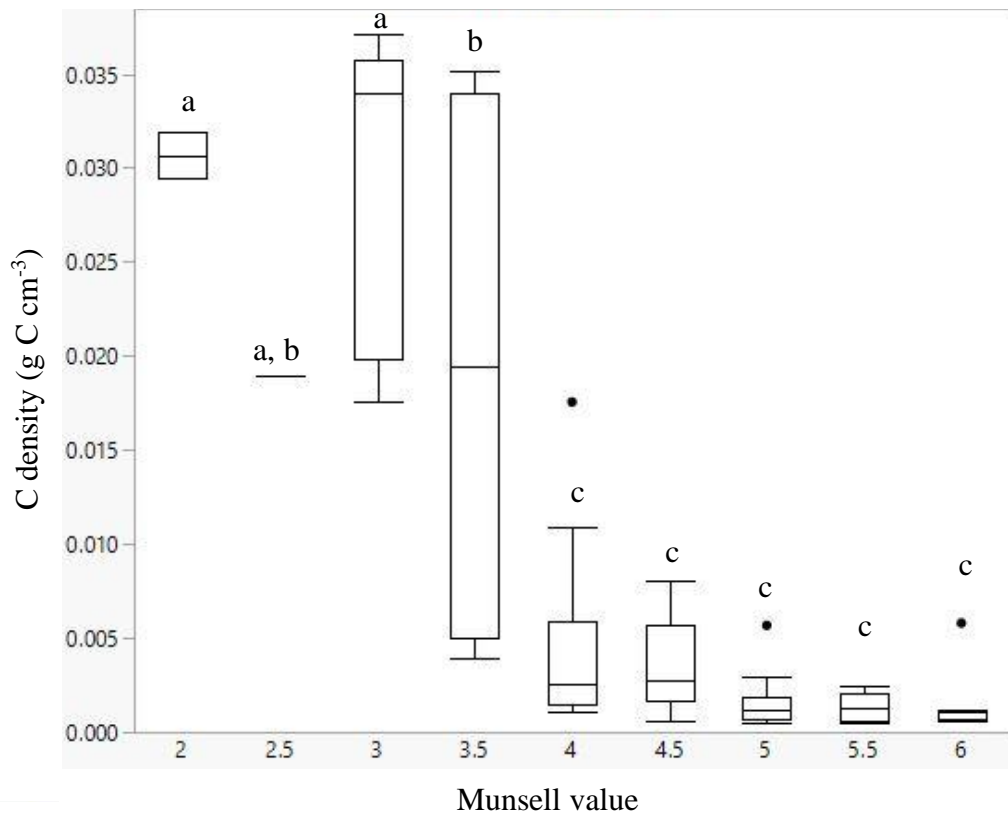 a
b
0.035
a
0.030
0.025
a, b
0.020
C density (g C cm⁻³)
0.015
c
0.010
c
c
c
c
0.005
0.000
2 2.5 3 3.5 4 4.5 5 5.5 6
Munsell value